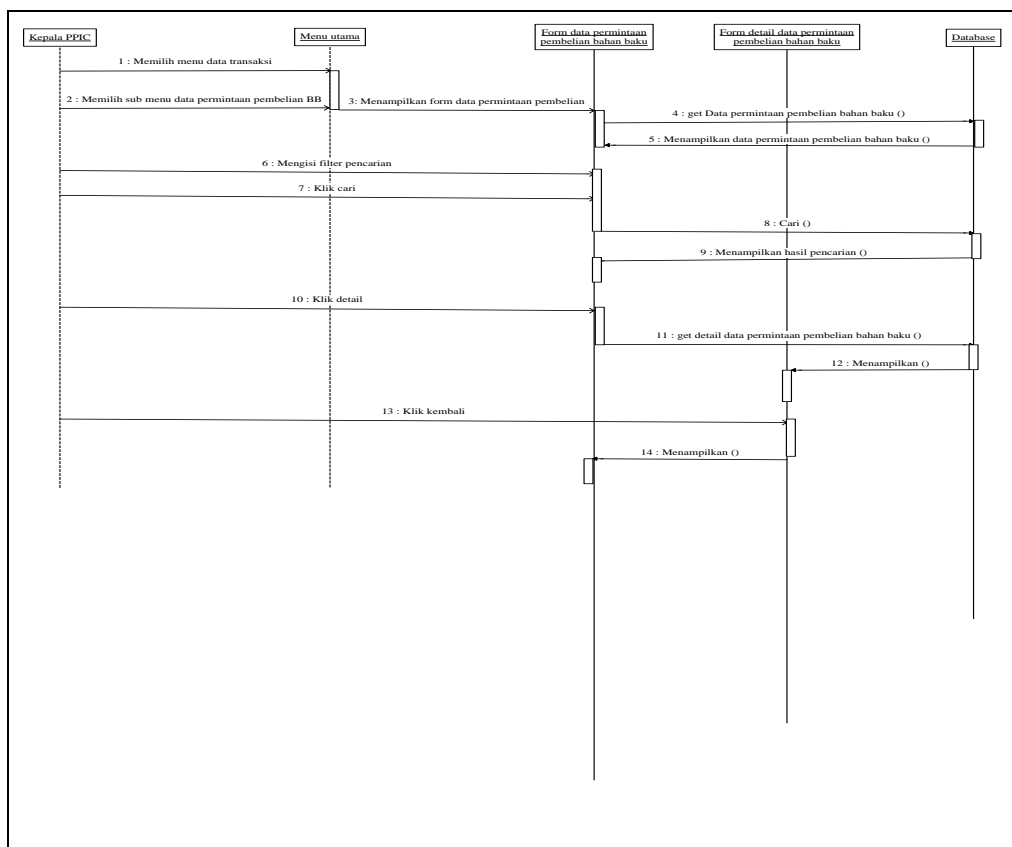 Kepala PPIC
Menu utama
Form data permintaan
pembelian bahan baku
Form detail data permintaan
pembelian bahan baku
Database
1 : Memilih menu data transaksi
2 : Memilih sub menu data permintaan pembelian BB
3: Menampilkan form data permintaan pembelian
4 : get Data permintaan pembelian bahan baku ()
5 : Menampilkan data permintaan pembelian bahan baku ()
6 : Mengisi filter pencarian
7 : Klik cari
8 : Cari ()
9 : Menampilkan hasil pencarian ()
10 : Klik detail
11 : get detail data permintaan pembelian bahan baku ()
12 : Menampilkan ()
13 : Klik kembali
14 : Menampilkan ()